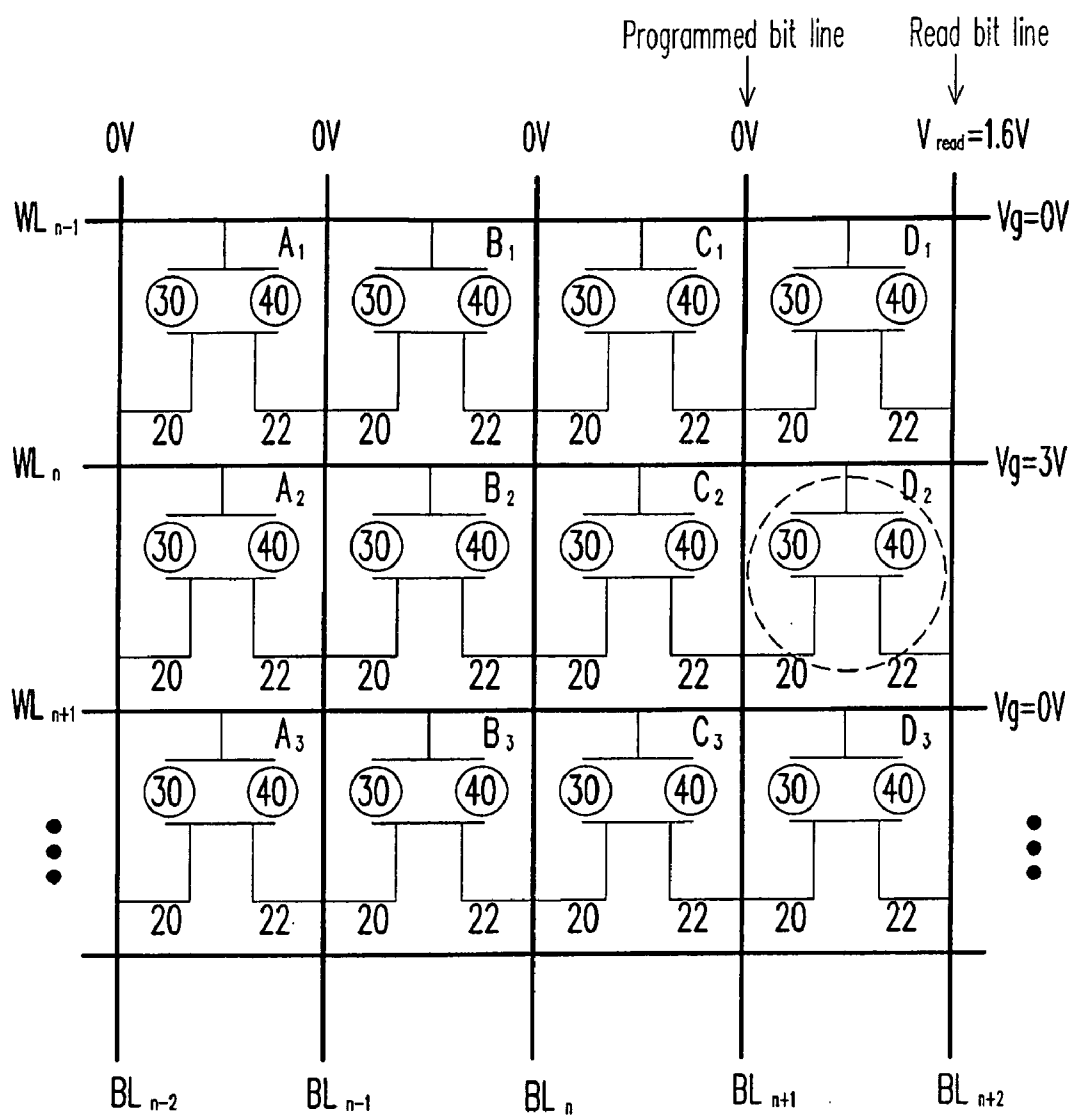 Programmed bit line Read bit line
0V 0V 0V 0V V read=1.6V
WL n-1 Vg=0V
A1 B1 C1 D1
30 40 30 40 30 40 30 40
20 22 20 22 20 22 20 22
WL n Vg=3V
A2 B2 C2 D2
30 40 30 40 30 40 30 40
20 22 20 22 20 22 20 22
WL n+1 Vg=0V
A3 B3 C3 D3
30 40 30 40 30 40 30 40
20 22 20 22 20 22 20 22
BL n-2 BL n-1 BL n BL n+1 BL n+2